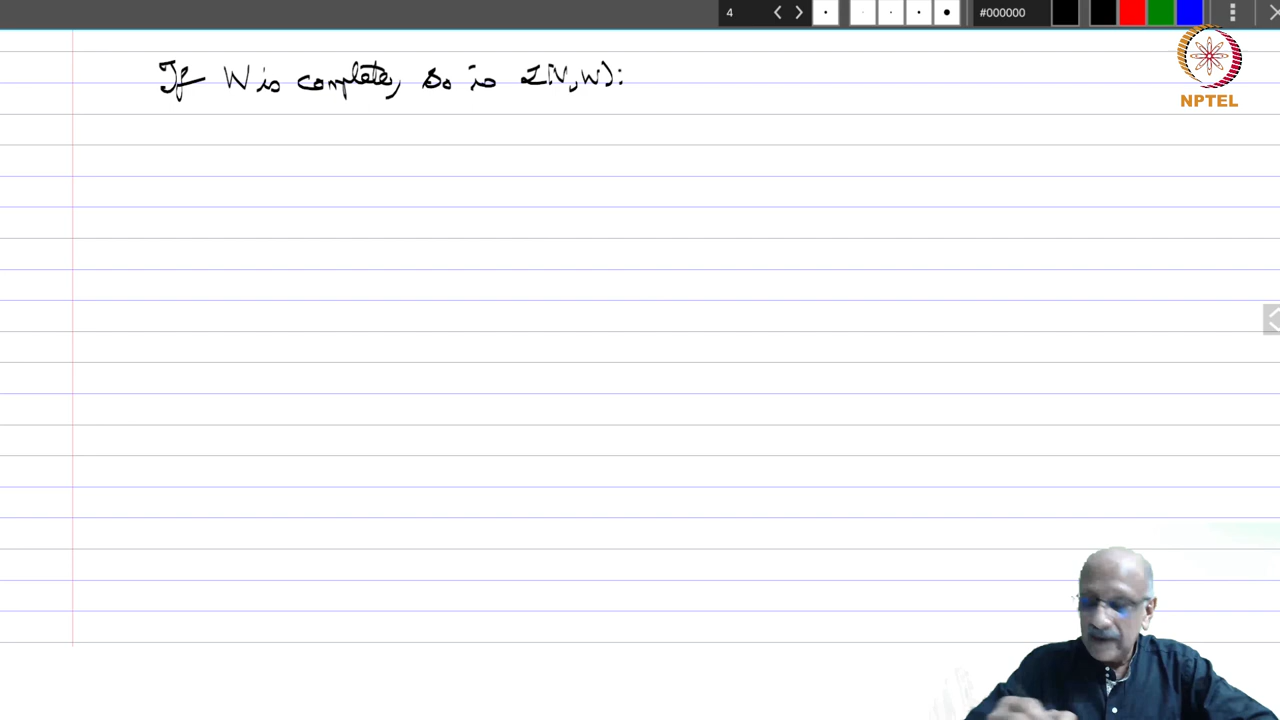 4
#000000
NPTEL
If W is complete, so is ℒ(V,W):